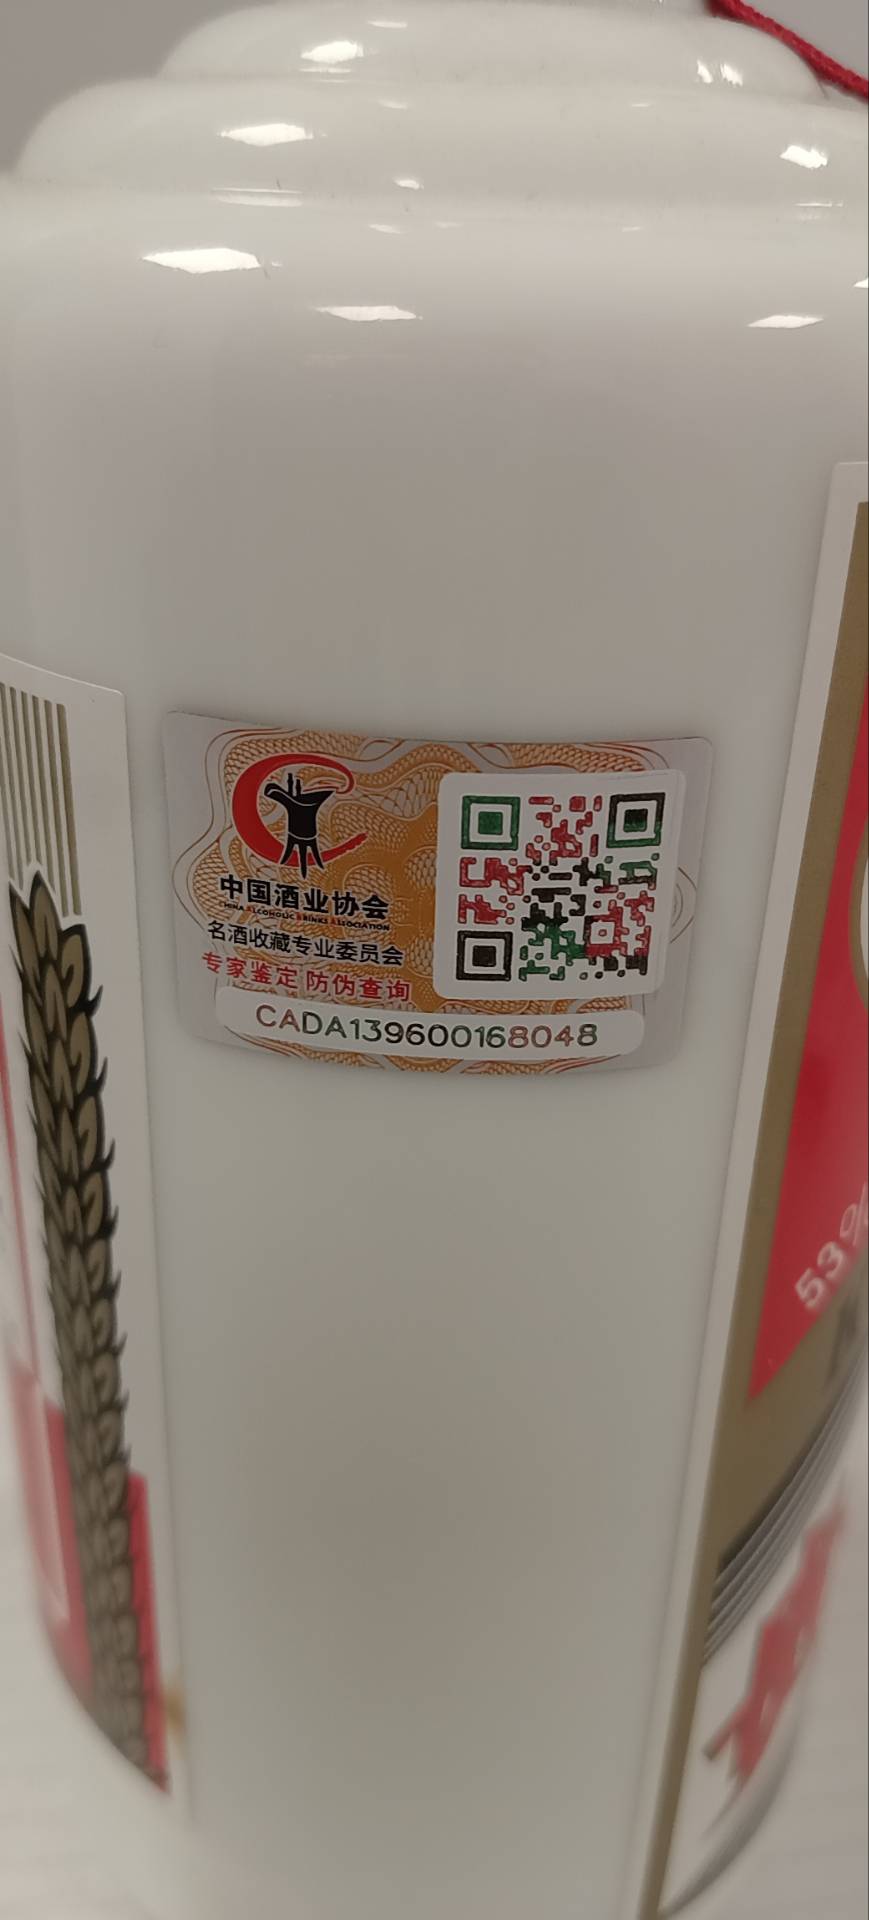 中国酒业协会
CHINA ALCOHOLIC DRINKS ASSOCIATION
名酒收藏专业委员会
专家鉴定 防伪查询
CADA139600168048
53%